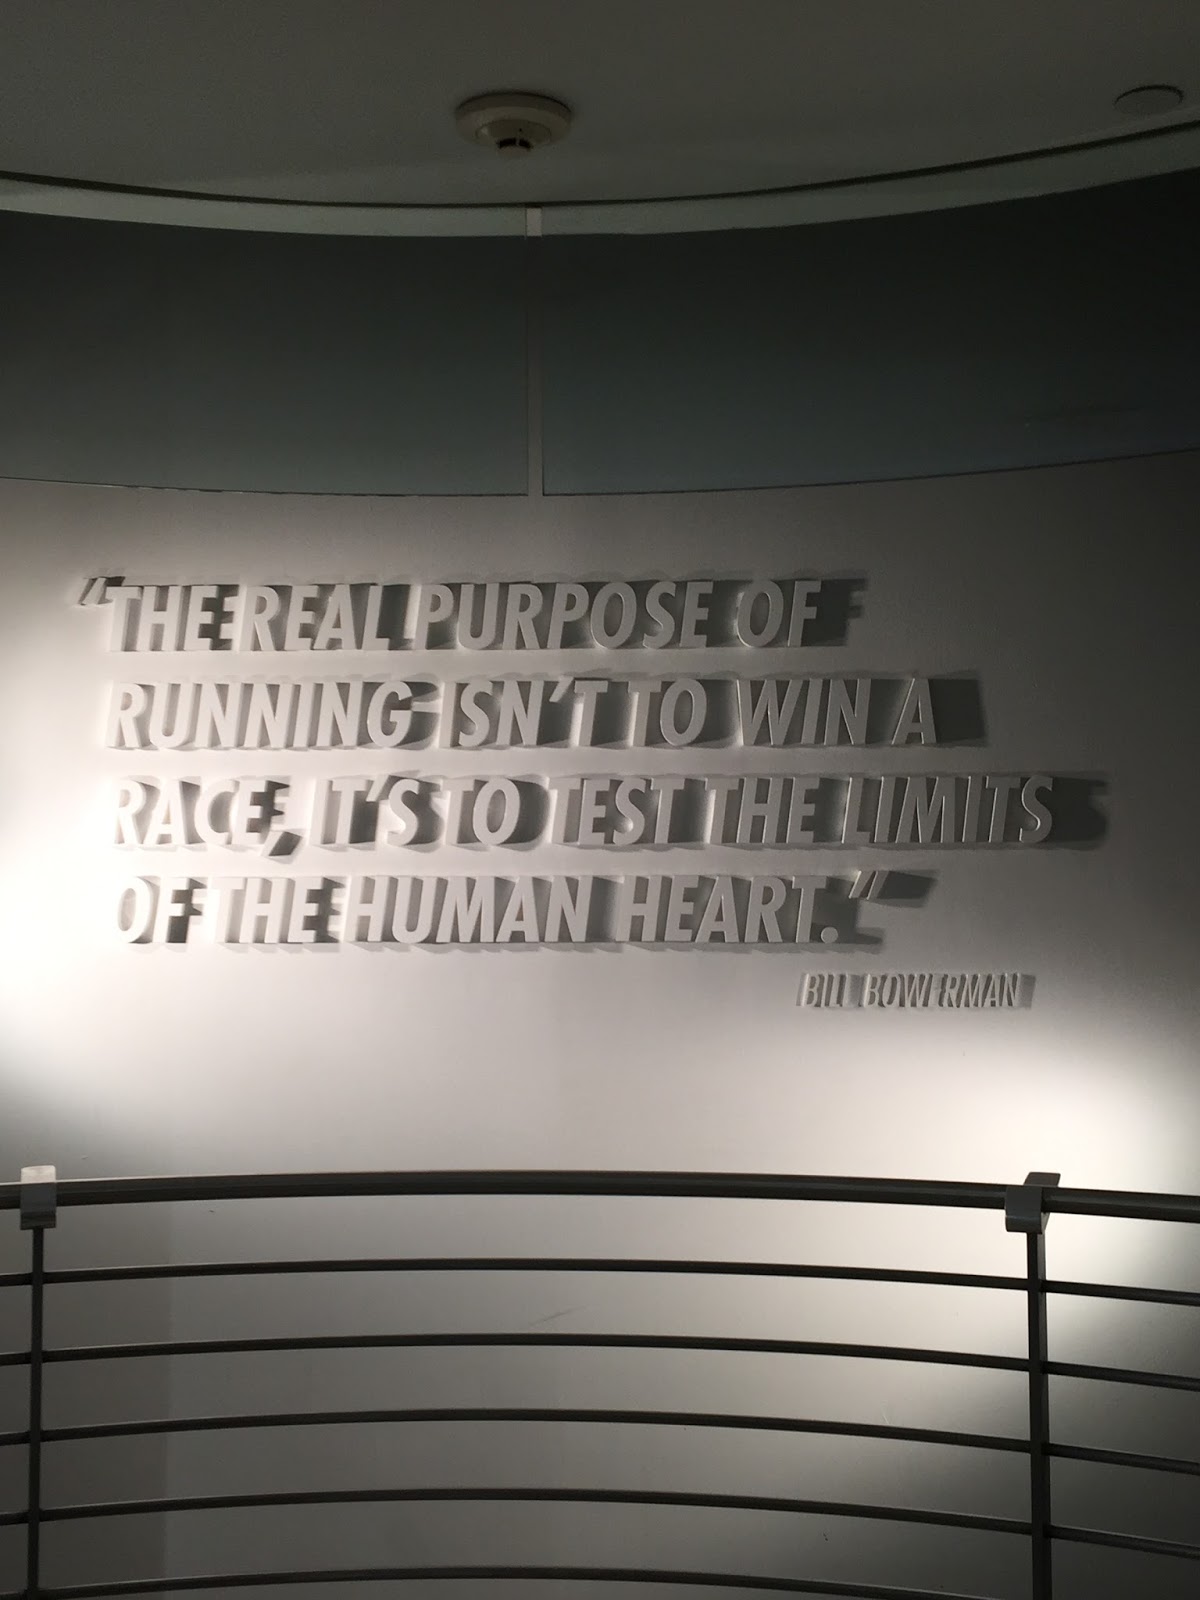 “THE REAL PURPOSE OF
RUNNING ISN’T TO WIN A
RACE, IT’S TO TEST THE LIMITS
OF THE HUMAN HEART.”
BILL BOWERMAN